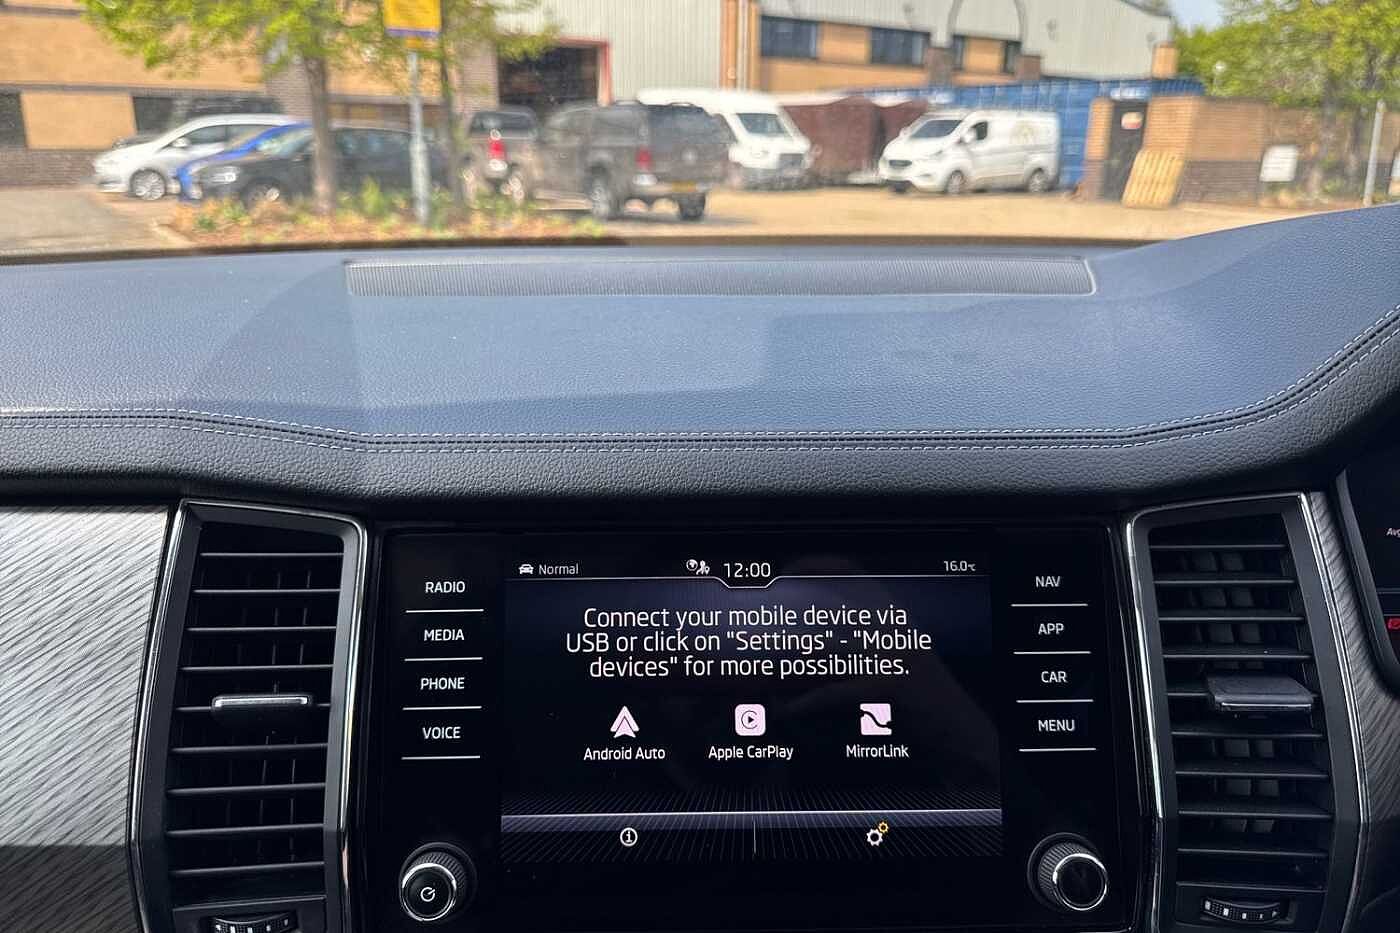 Normal
12:00
16.0°c
RADIO
MEDIA
PHONE
VOICE
Connect your mobile device via
USB or click on "Settings" - "Mobile
devices" for more possibilities.
Android Auto
Apple CarPlay
MirrorLink
NAV
APP
CAR
MENU